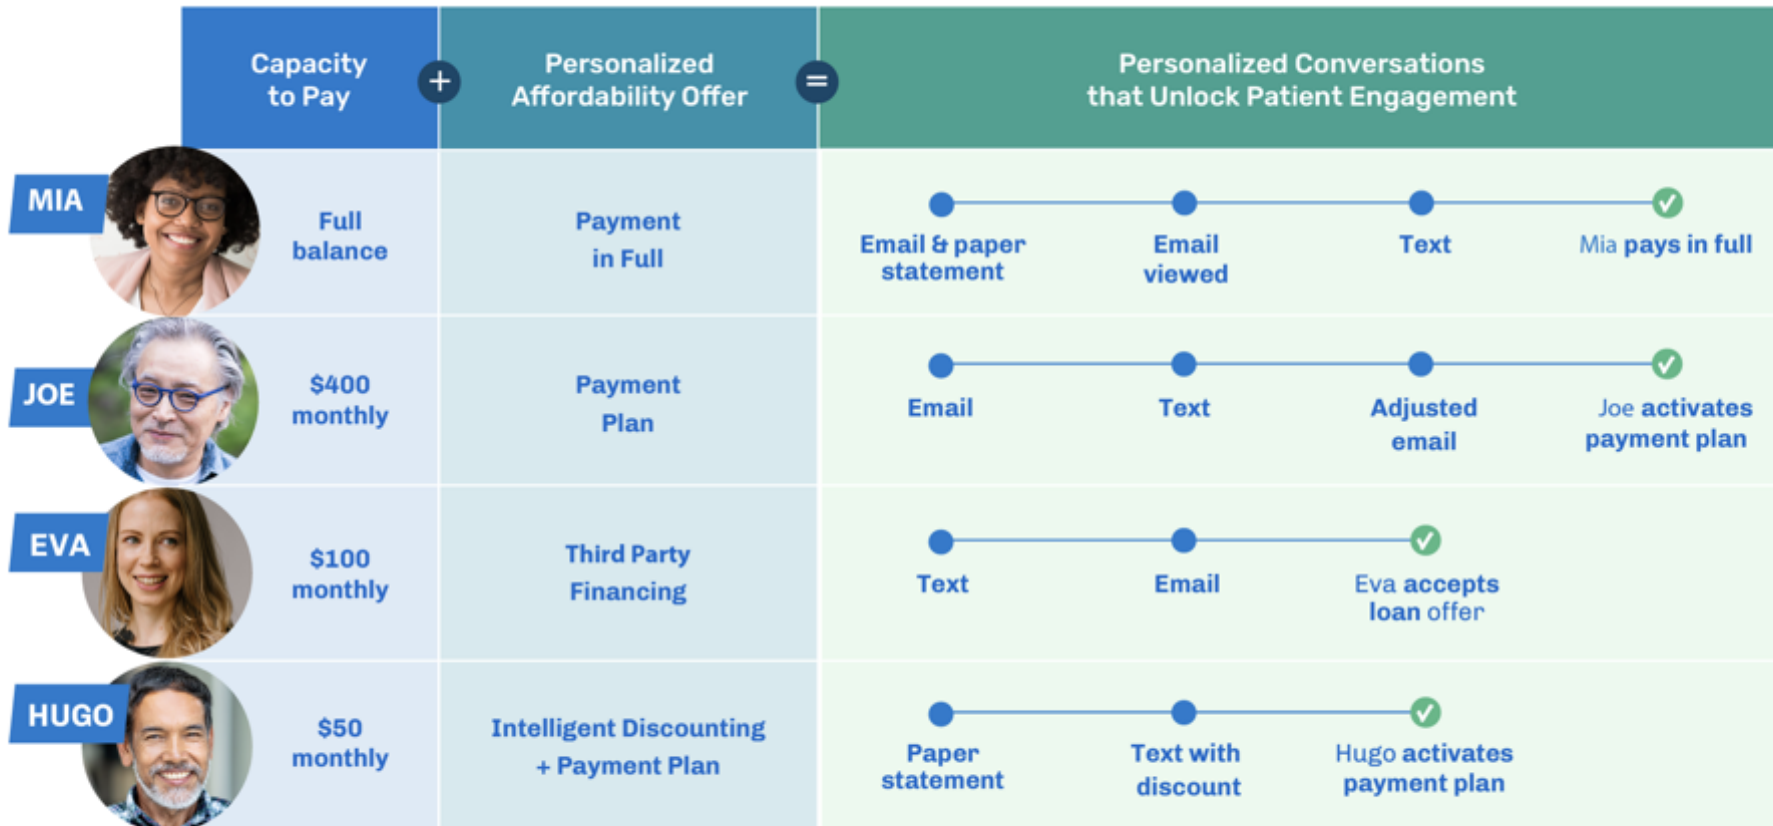 Capacity
to Pay
+
Personalized
Affordability Offer
=
Personalized Conversations
that Unlock Patient Engagement
MIA
Full
balance
Payment
in Full
Email & paper
statement
Email
viewed
Text
Mia pays in full
JOE
$400
monthly
Payment
Plan
Email
Text
Adjusted
email
Joe activates
payment plan
EVA
$100
monthly
Third Party
Financing
Text
Email
Eva accepts
loan offer
HUGO
$50
monthly
Intelligent Discounting
+ Payment Plan
Paper
statement
Text with
discount
Hugo activates
payment plan